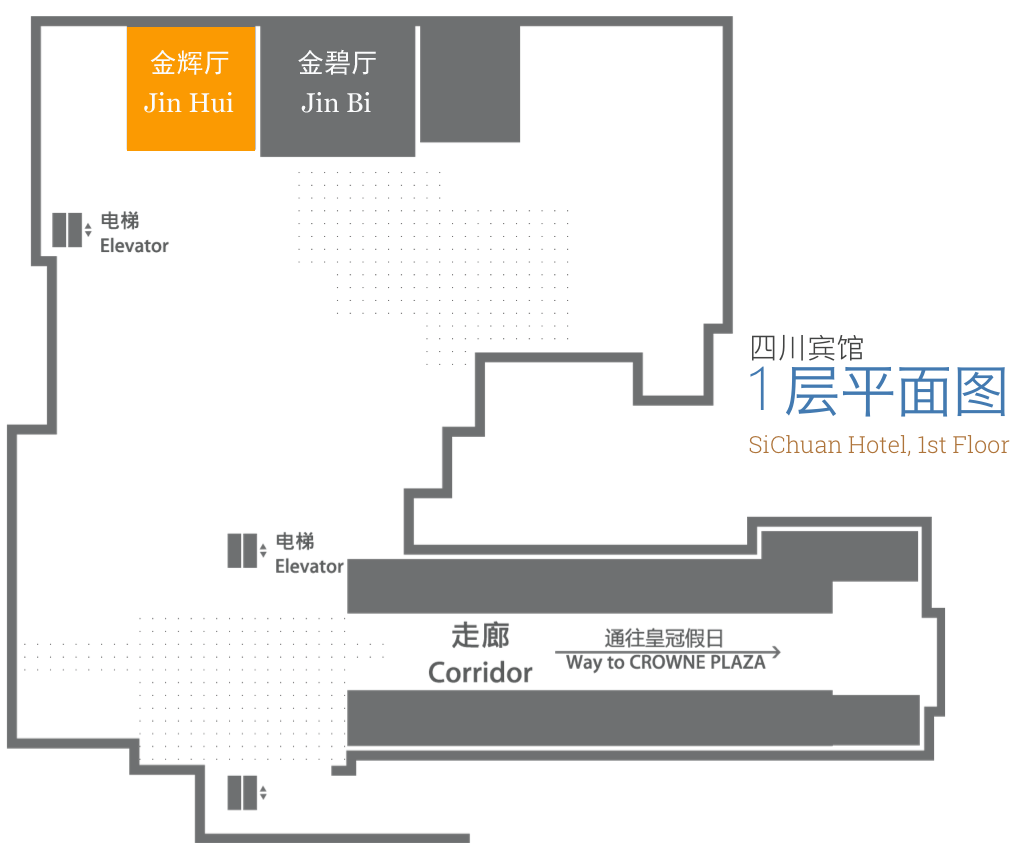 金辉厅
Jin Hui
金碧厅
Jin Bi
电梯
Elevator
四川宾馆
1层平面图
SiChuan Hotel, 1st Floor
电梯
Elevator
走廊
Corridor
通往皇冠假日
Way to CROWNE PLAZA